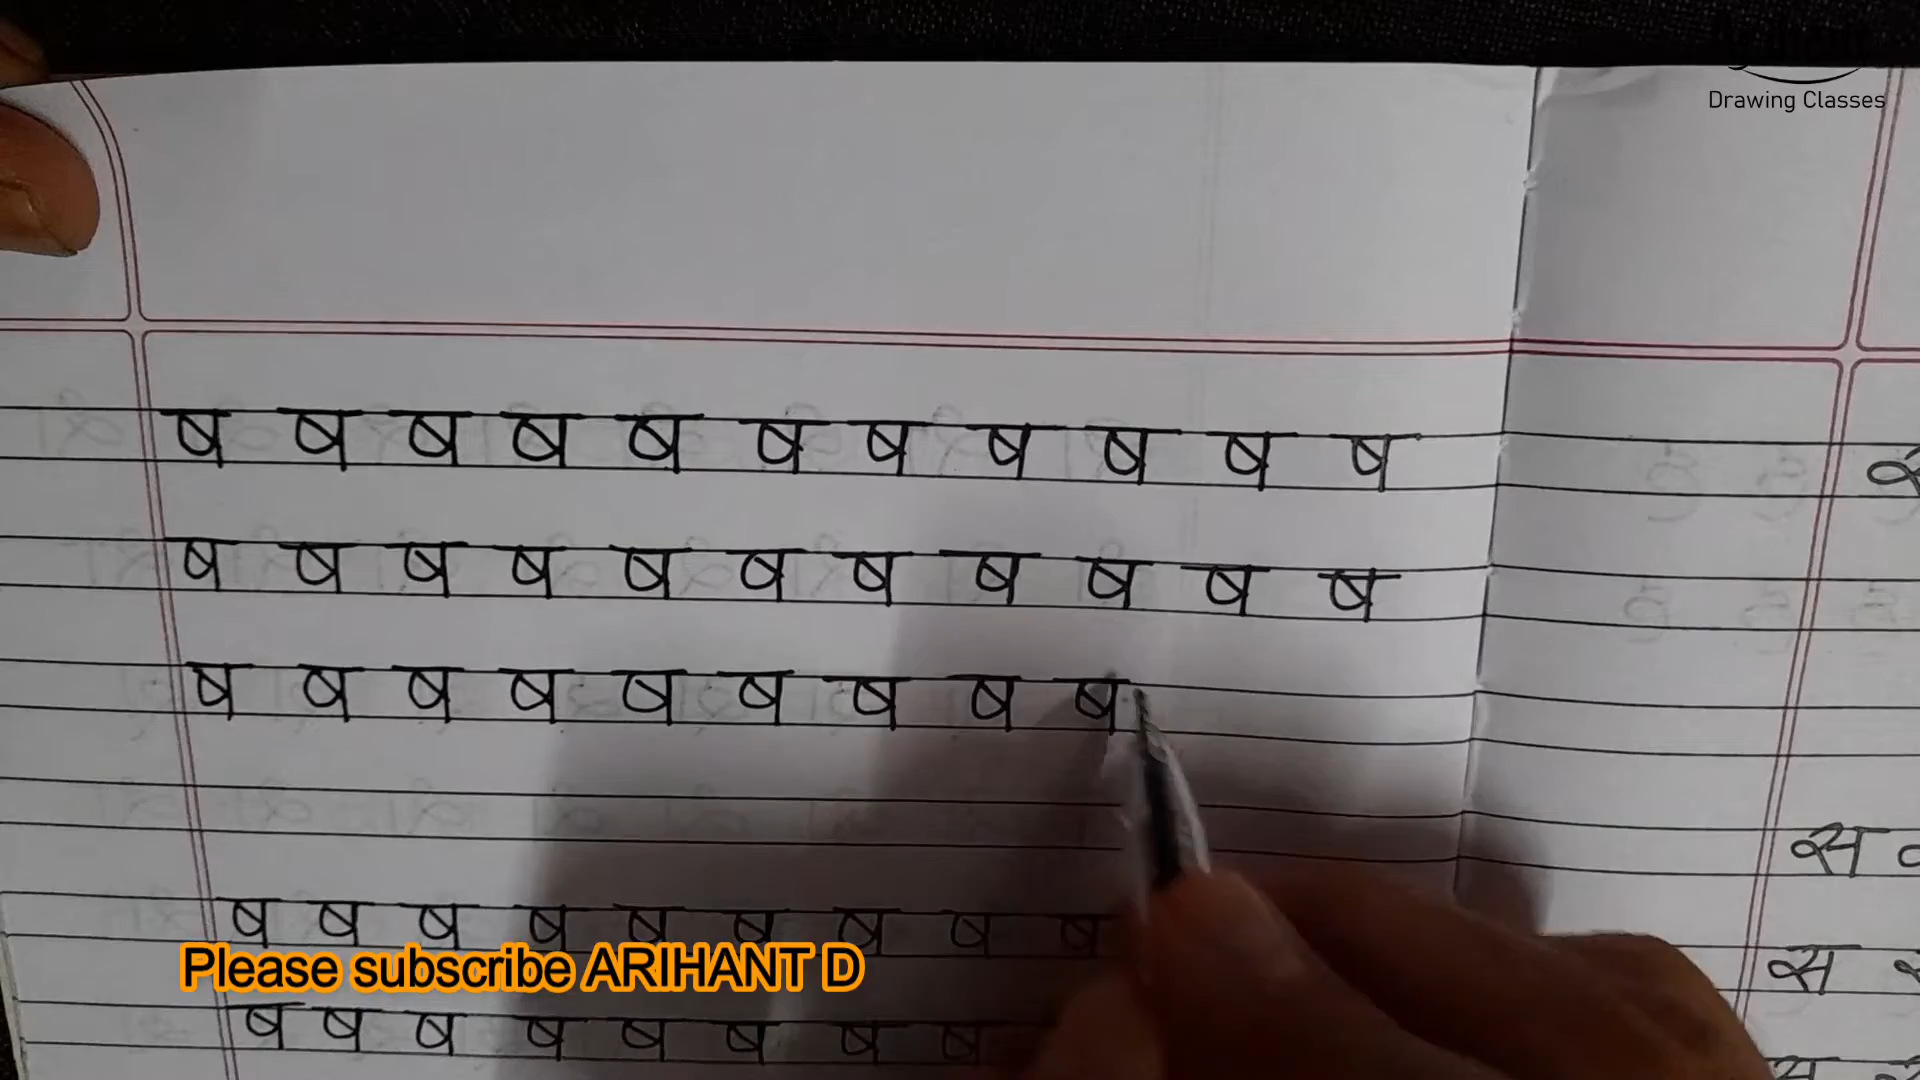 Drawing Classes
ष ष ष ष ष ष ष ष ष ष ष
ष ष ष ष ष ष ष ष ष ष ष
ष ष ष ष ष ष ष ष ष
स
ष ष ष ष ष ष ष ष ष
स
Please subscribe ARIHANT D
ष ष ष ष ष ष ष ष